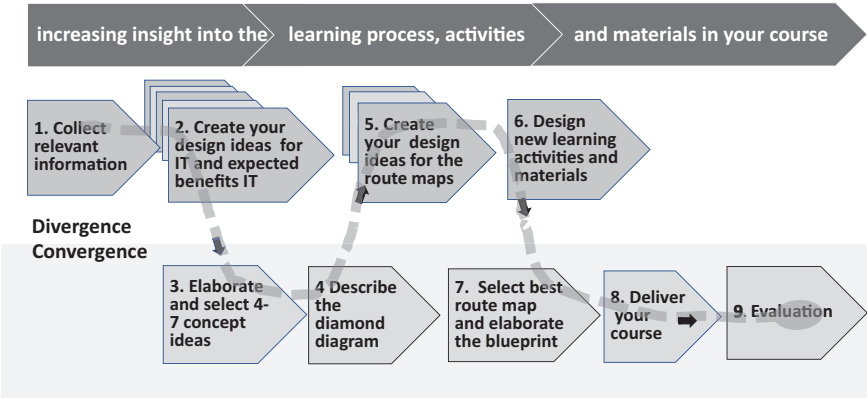 increasing insight into the learning process, activities and materials in your course
1. Collect
relevant
information
2. Create your
design ideas for
IT and expected
benefits IT
5. Create
your design
ideas for the
route maps
6. Design
new learning
activities and
materials
Divergence
Convergence
3. Elaborate
and select 4-
7 concept
ideas
4 Describe
the
diamond
diagram
7. Select best
route map
and elaborate
the blueprint
8. Deliver
your
course
9. Evaluation